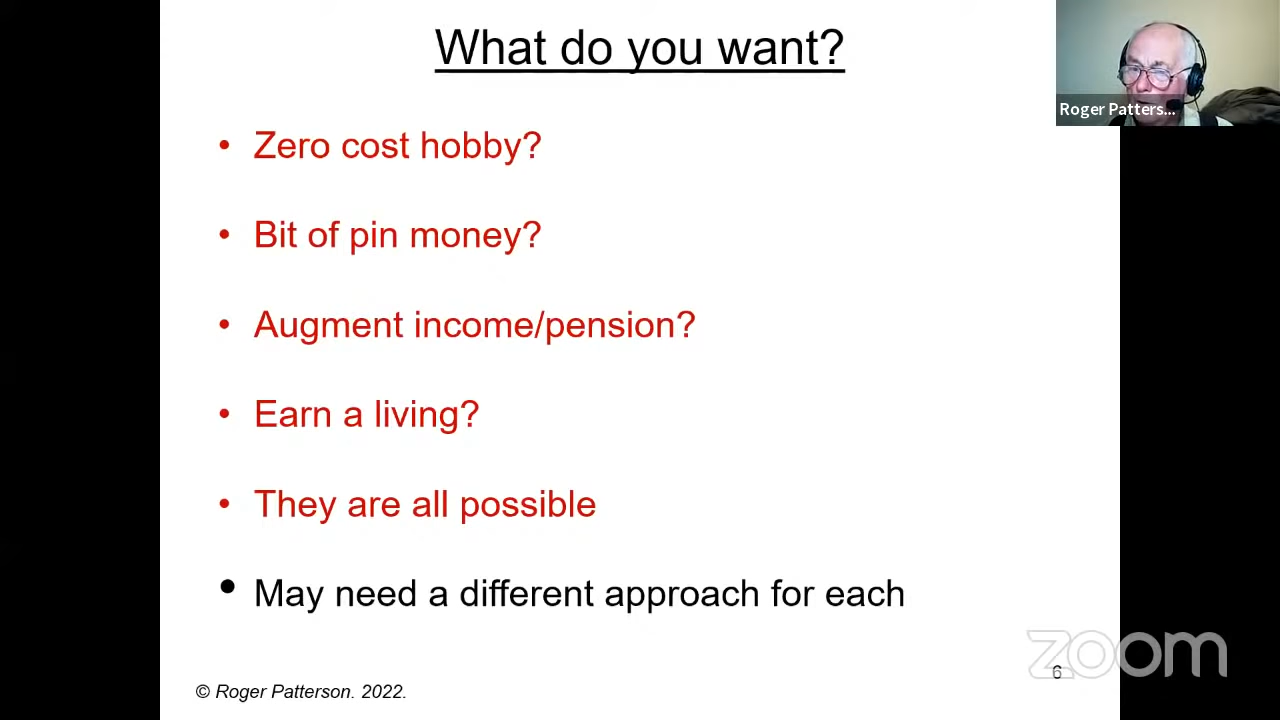 What do you want?
Roger Patters...
• Zero cost hobby?
• Bit of pin money?
• Augment income/pension?
• Earn a living?
• They are all possible
• May need a different approach for each
zoom
6
© Roger Patterson. 2022.